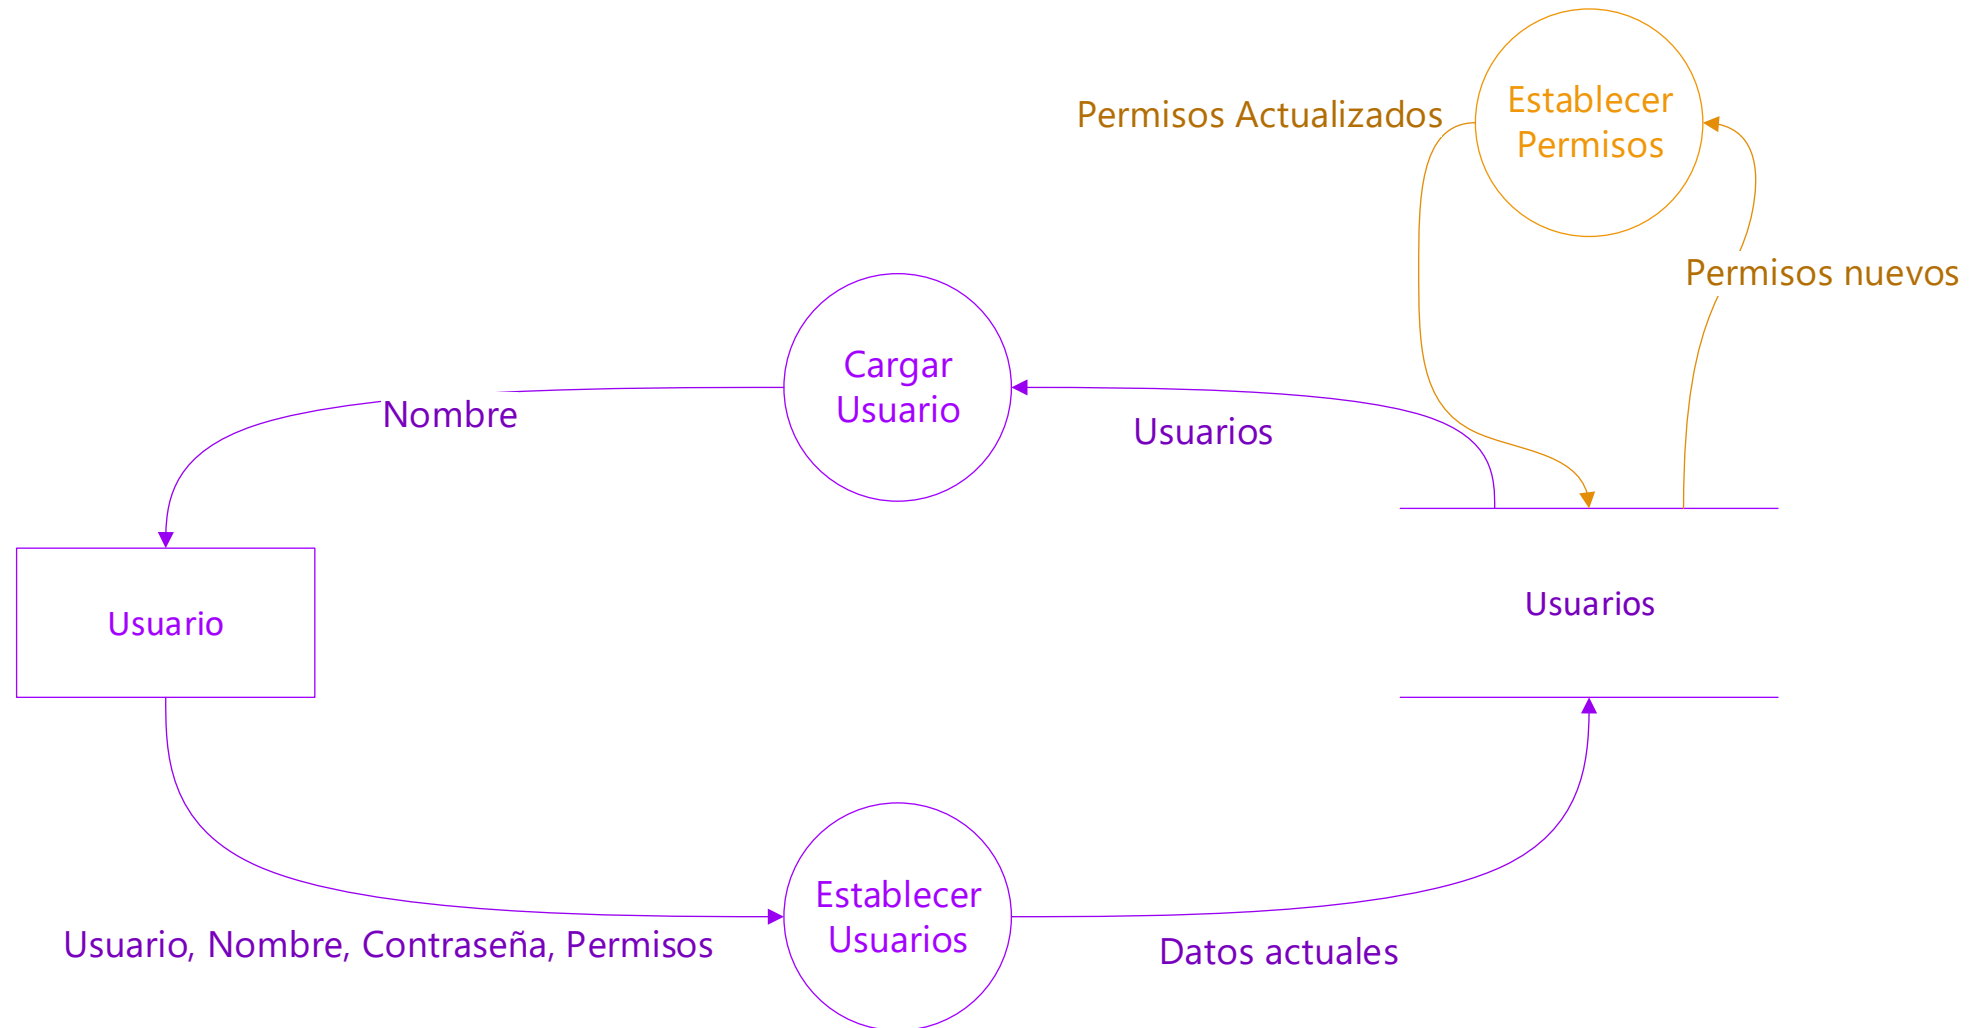 Establecer
Permisos
Permisos Actualizados
Permisos nuevos
Cargar
Usuario
Nombre
Usuarios
Usuario
Usuarios
Establecer
Usuarios
Usuario, Nombre, Contraseña, Permisos
Datos actuales